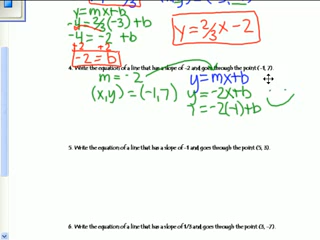 y=mx+b
-4=2/3(-3)+b
-4=-2+b
+2 +2
-2=b
y=2/3x-2
4. Write the equation of a line that has a slope of -2 and goes through the point (-1, 7).
m=-2
y=mx+b
(x,y)=(-1,7)
y=-2x+b
7=-2(-1)+b
5. Write the equation of a line that has a slope of -1 and goes through the point (5, 3).
6. Write the equation of a line that has a slope of 1/3 and goes through the point (3, -7).